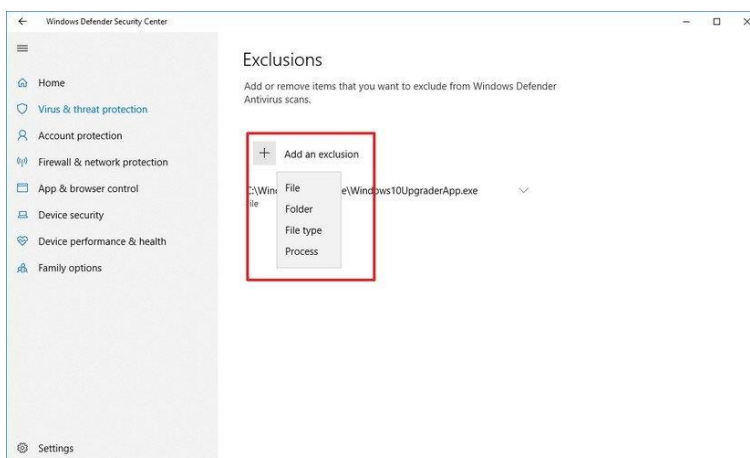 Windows Defender Security Center
Home
Virus & threat protection
Account protection
Firewall & network protection
App & browser control
Device security
Device performance & health
Family options
Settings
Exclusions
Add or remove items that you want to exclude from Windows Defender
Antivirus scans.
Add an exclusion
:\Win e\Windows10UpgraderApp.exe
ile
File
Folder
File type
Process